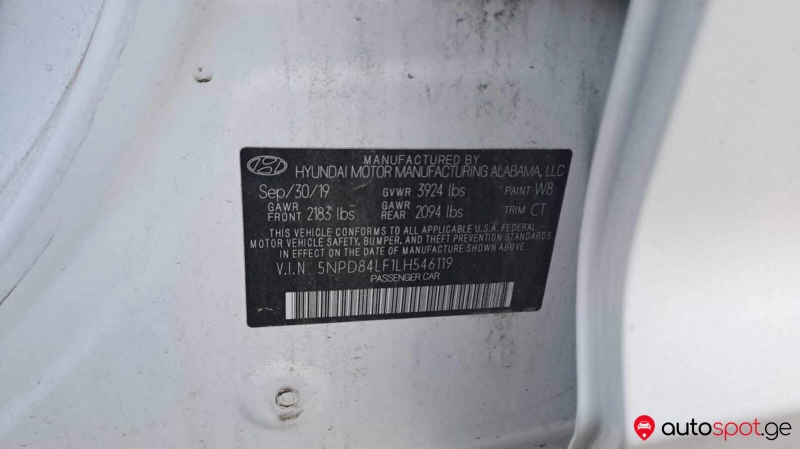 MANUFACTURED BY
HYUNDAI MOTOR MANUFACTURING ALABAMA, LLC
Sep/30/19 GVWR 3924 lbs PAINT W8
GAWR FRONT 2183 lbs GAWR REAR 2094 lbs TRIM CT
THIS VEHICLE CONFORMS TO ALL APPLICABLE U.S.A. FEDERAL
MOTOR VEHICLE SAFETY, BUMPER, AND THEFT PREVENTION STANDARDS
IN EFFECT ON THE DATE OF MANUFACTURE SHOWN ABOVE.
V.I.N 5NPD84LF1LH546119
PASSENGER CAR
autospot.ge